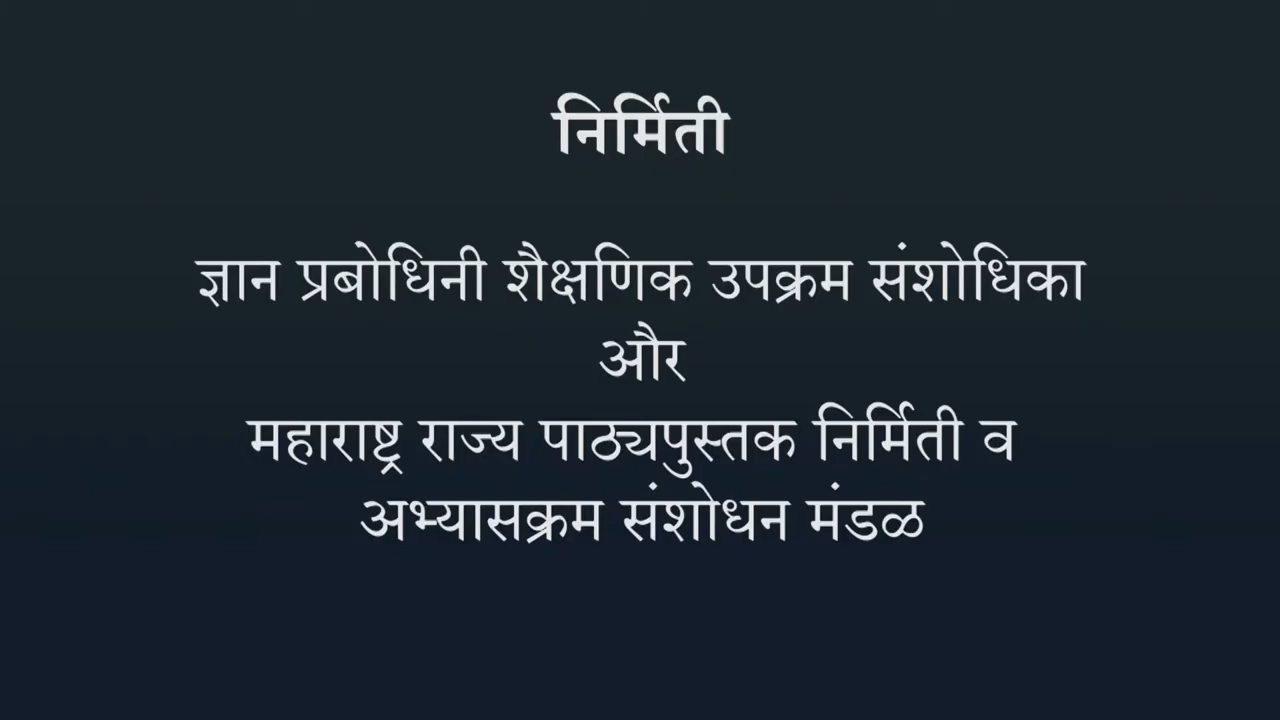 निर्मिती
ज्ञान प्रबोधिनी शैक्षणिक उपक्रम संशोधिका
और
महाराष्ट्र राज्य पाठ्यपुस्तक निर्मिती व
अभ्यासक्रम संशोधन मंडळ